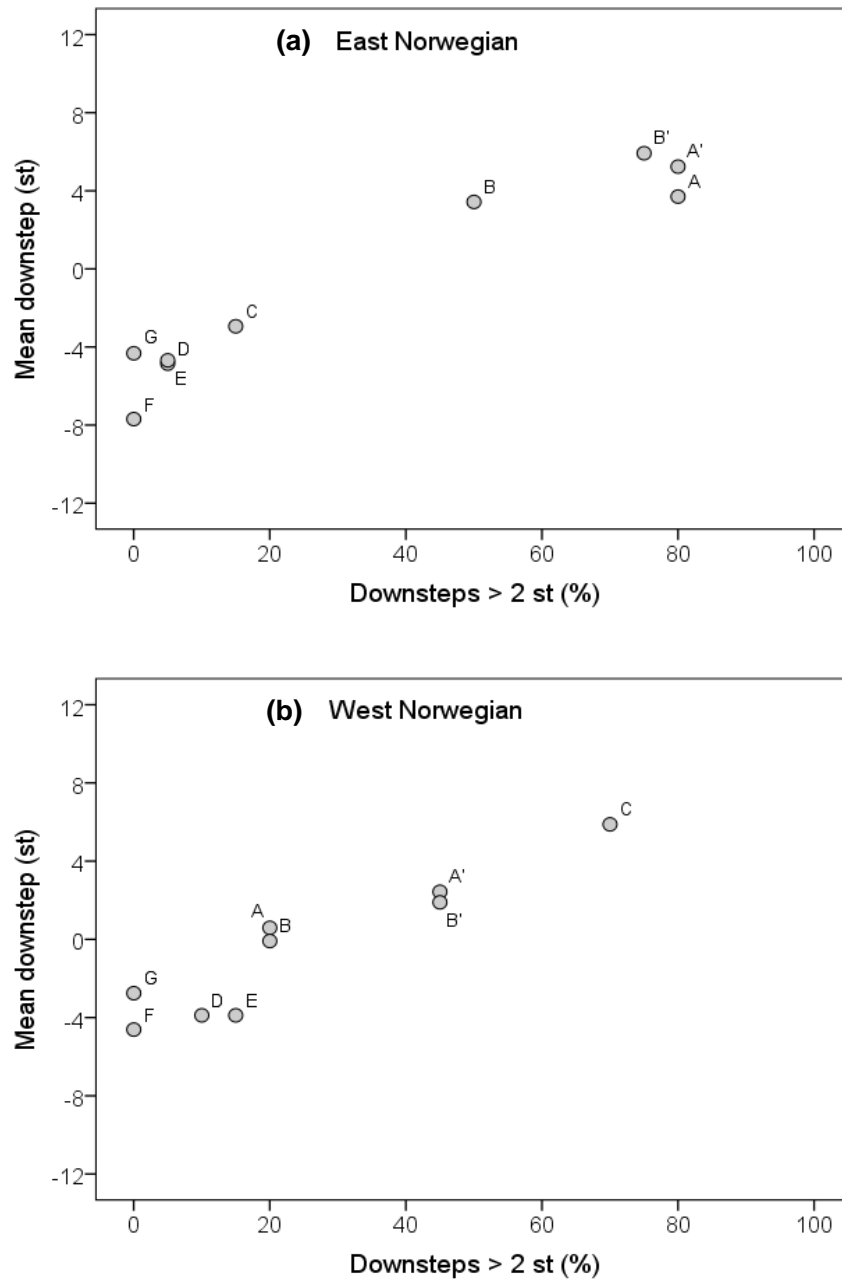 (a) East Norwegian
12
8
4
0
-4
-8
-12
Mean downstep (st)
B'
A'
A
B
C
G
D
E
F
0 20 40 60 80 100
Downsteps > 2 st (%)
(b) West Norwegian
12
8
4
0
-4
-8
-12
Mean downstep (st)
C
A'
B'
A
B
G
D E
F
0 20 40 60 80 100
Downsteps > 2 st (%)